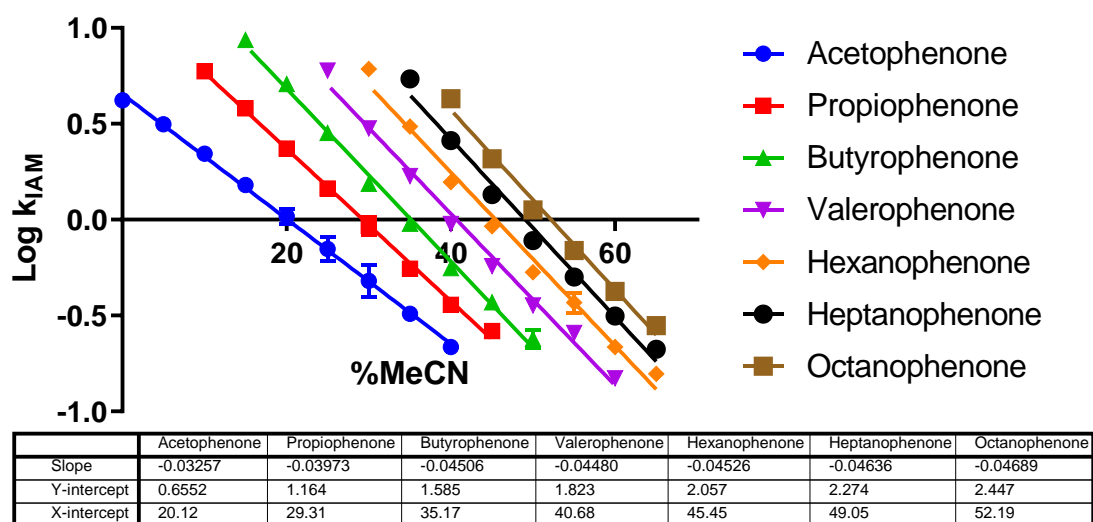 1.0
Acetophenone
Propiophenone
0.5
Butyrophenone
Log kIAM
0.0
Valerophenone
20 40 60
Hexanophenone
-0.5
Heptanophenone
%MeCN
Octanophenone
-1.0
Acetophenone Propiophenone Butyrophenone Valerophenone Hexanophenone Heptanophenone Octanophenone
Slope -0.03257 -0.03973 -0.04506 -0.04480 -0.04526 -0.04636 -0.04689
Y-intercept 0.6552 1.164 1.585 1.823 2.057 2.274 2.447
X-intercept 20.12 29.31 35.17 40.68 45.45 49.05 52.19